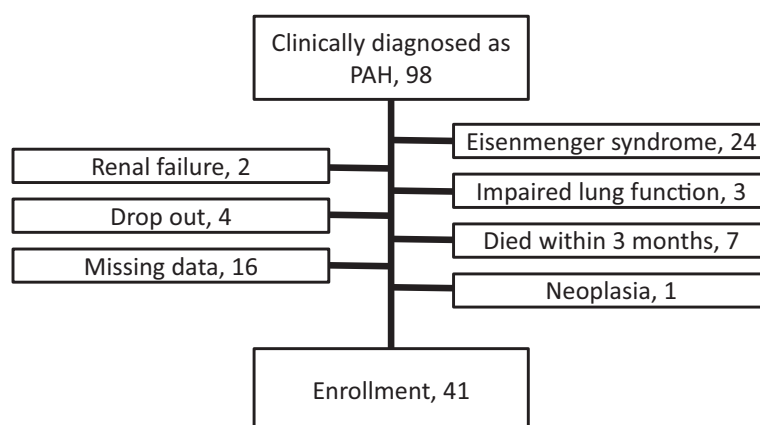 Clinically diagnosed as
PAH, 98
Eisenmenger syndrome, 24
Renal failure, 2
Impaired lung function, 3
Drop out, 4
Died within 3 months, 7
Missing data, 16
Neoplasia, 1
Enrollment, 41